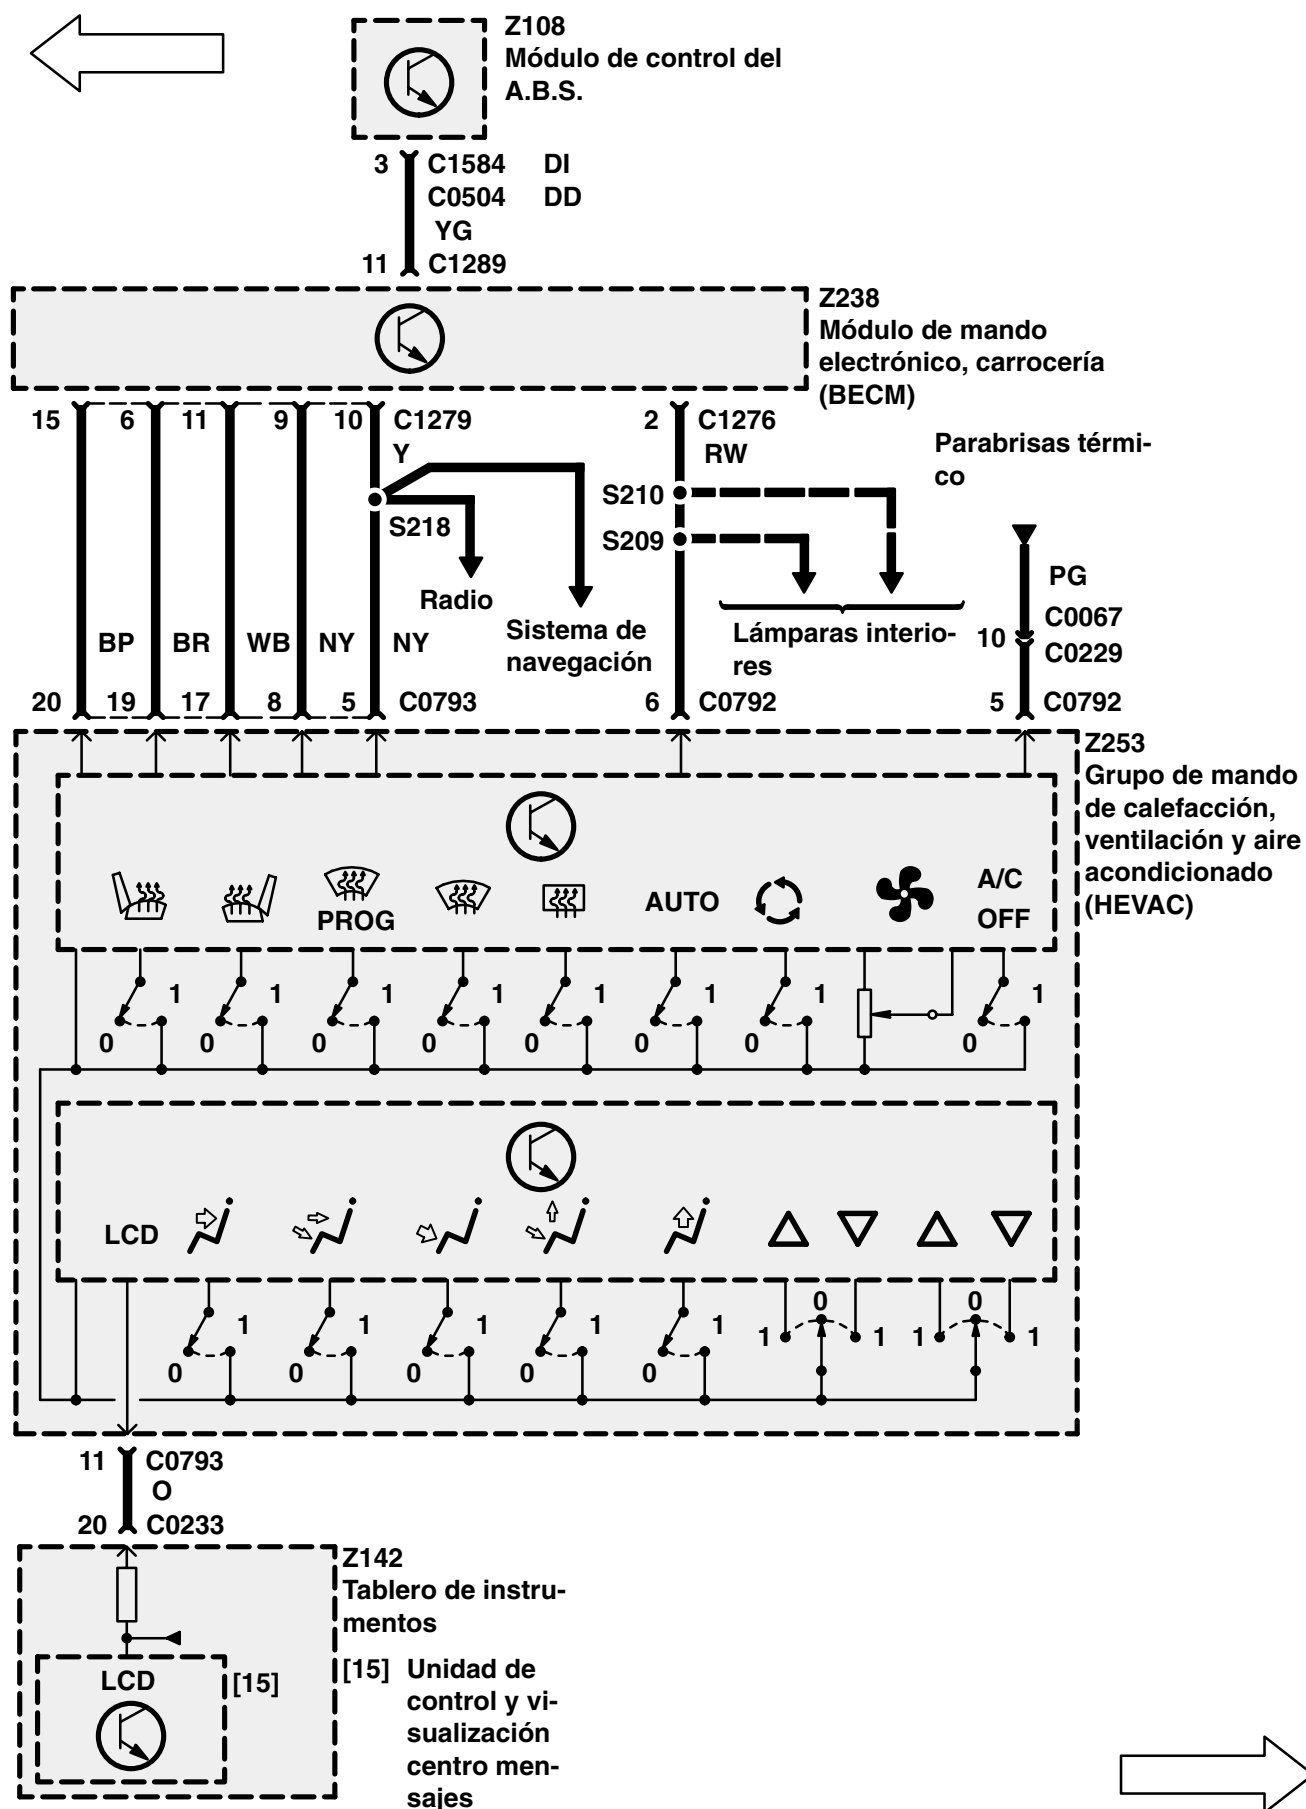 Z108
Módulo de control del
A.B.S.
3 C1584 DI
C0504 DD
YG
11 C1289
Z238
Módulo de mando
electrónico, carrocería
(BECM)
15 6 11 9 10 C1279 2 C1276
Y RW
Parabrisas térmi-
co
S210
S218 S209
PG
Radio
C0067
10
C0229
Sistema de
navegación
Lámparas interio-
res
BP BR WB NY NY
20 19 17 8 5 C0793 6 C0792 5 C0792
Z253
Grupo de mando
de calefacción,
ventilación y aire
acondicionado
(HEVAC)
PROG AUTO A/C
OFF
1 1 1 1 1 1 1 1
0 0 0 0 0 0 0 0
LCD
0 0
1 1 1 1 1 1 1 1 1
0 0 0 0 0
11 C0793
O
20 C0233
Z142
Tablero de instru-
mentos
LCD [15]
[15] Unidad de
control y vi-
sualización
centro men-
sajes